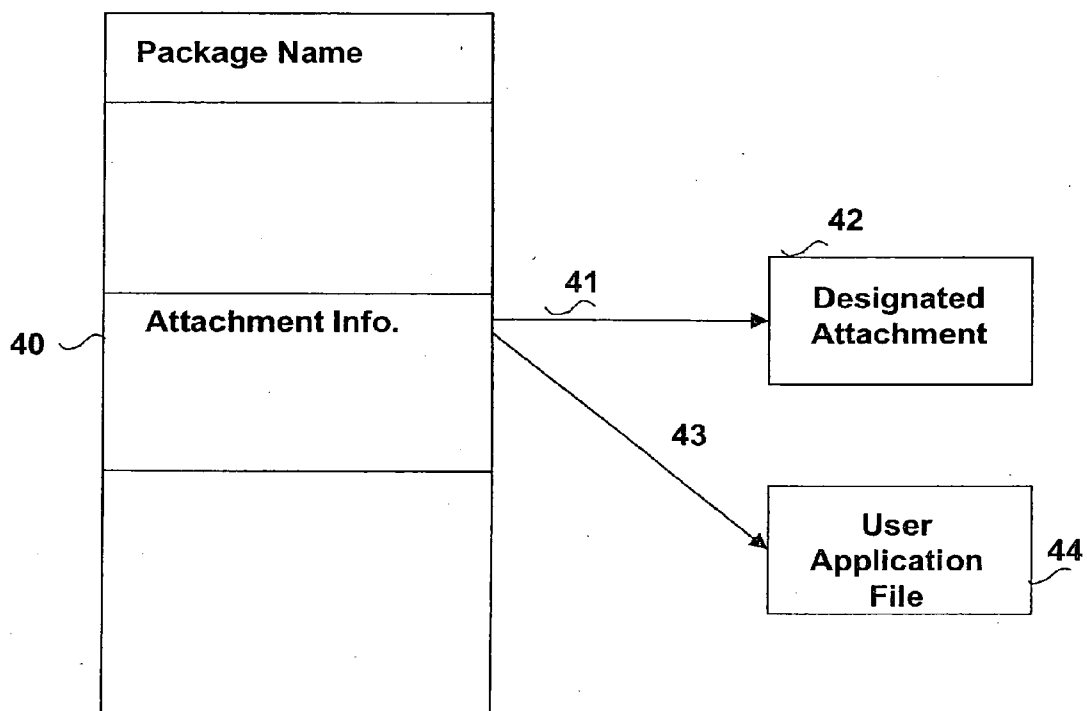 Package Name
42
41
Designated
Attachment
Attachment Info.
40
43
User
Application
File
44